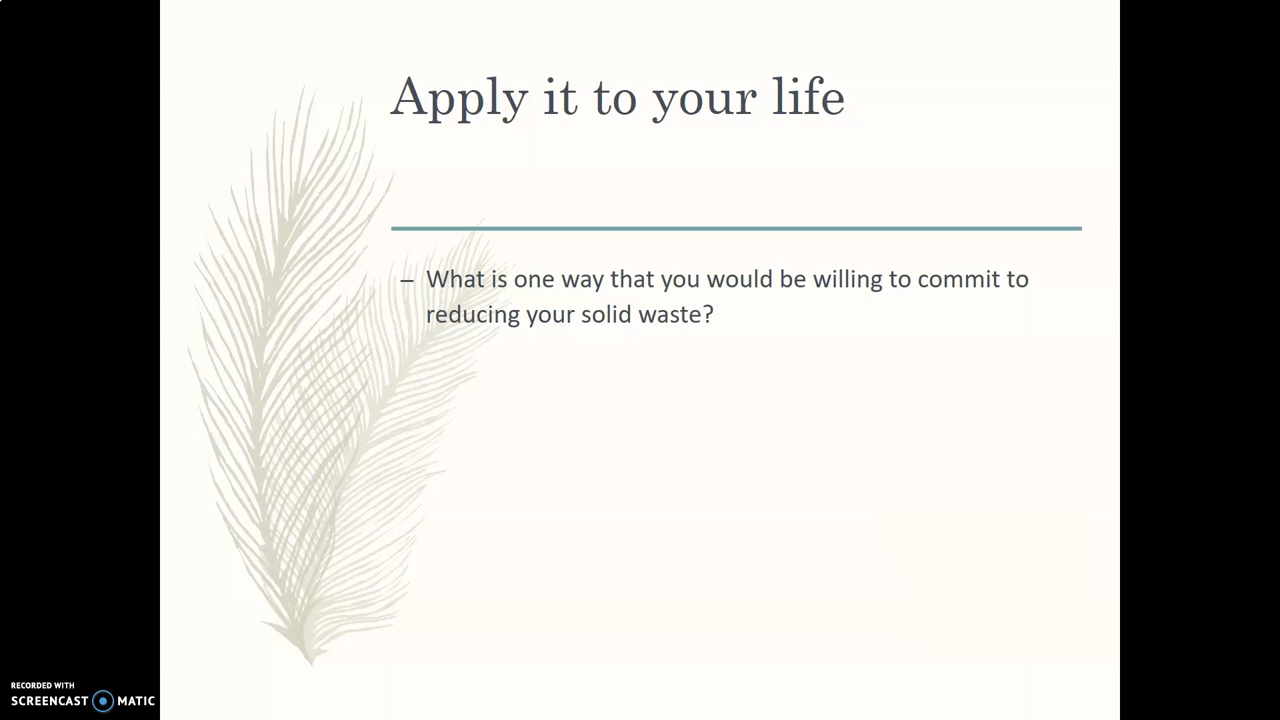 Apply it to your life
– What is one way that you would be willing to commit to
reducing your solid waste?
RECORDED WITH
SCREENCAST MATIC